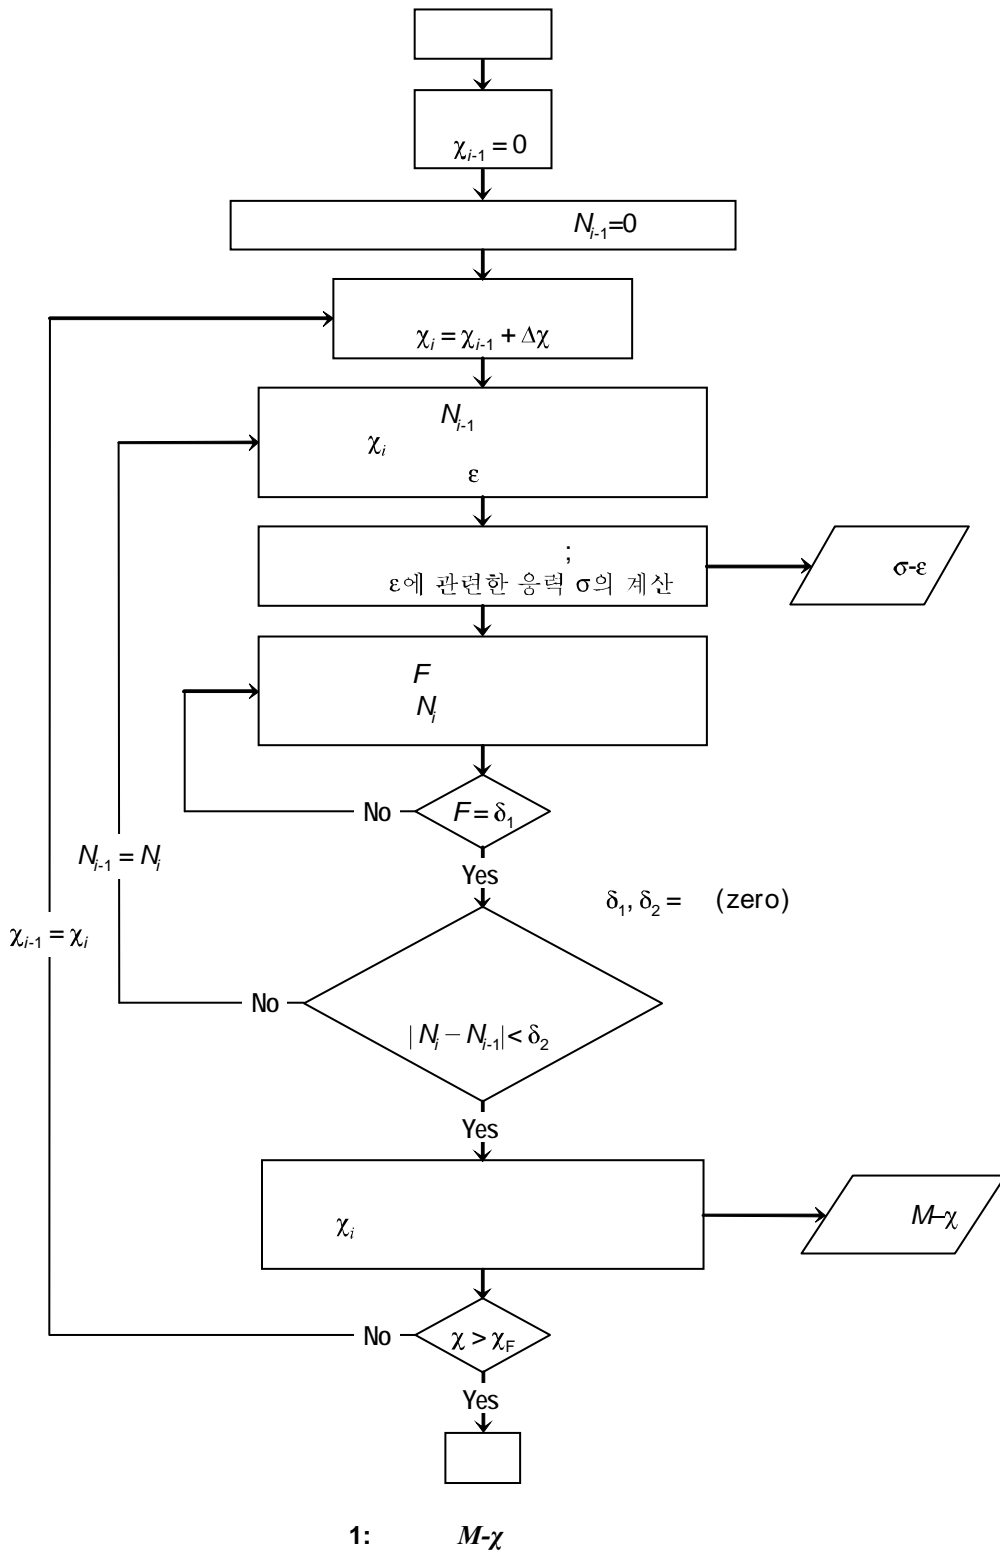 χi-1 = 0
Ni-1=0
χi = χi-1 + Δχ
Ni-1
χi
ε
;
ε에 관련한 응력 σ의 계산
σ-ε
F
Ni
No
F = δ1
Ni-1 = Ni
Yes
δ1, δ2 = (zero)
χi-1 = χi
No
|Ni – Ni-1| < δ2
Yes
χi
M–χ
No
χ > χF
Yes
1: M-χ